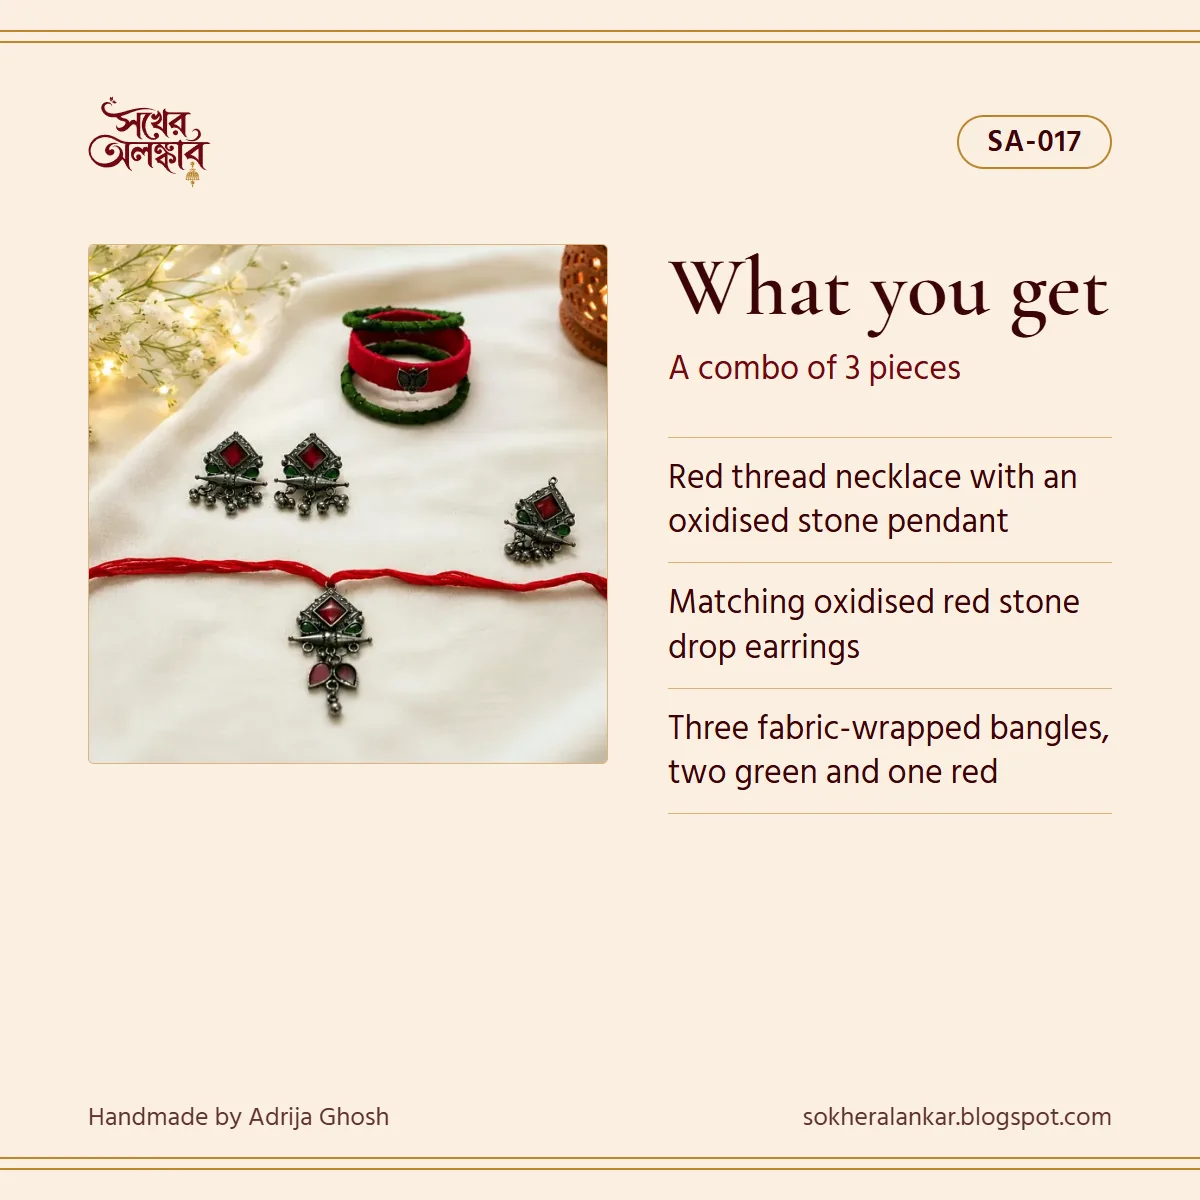 সখের
অলঙ্কার
SA-017
What you get
A combo of 3 pieces
Red thread necklace with an
oxidised stone pendant
Matching oxidised red stone
drop earrings
Three fabric-wrapped bangles,
two green and one red
Handmade by Adrija Ghosh
sokheralankar.blogspot.com